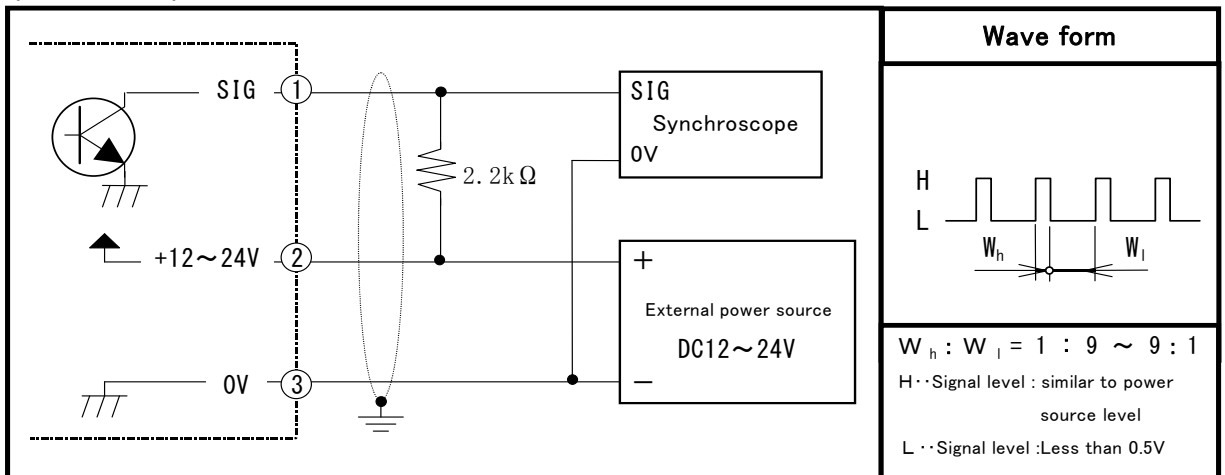 SIG ①
+12～24V ②
0V ③
2.2kΩ
SIG
Synchroscope
0V
+
External power source
DC12～24V
−
Wave form
H
L
Wh Wl
Wh : Wl = 1 : 9 ～ 9 : 1
H‥Signal level : similar to power
source level
L‥Signal level :Less than 0.5V